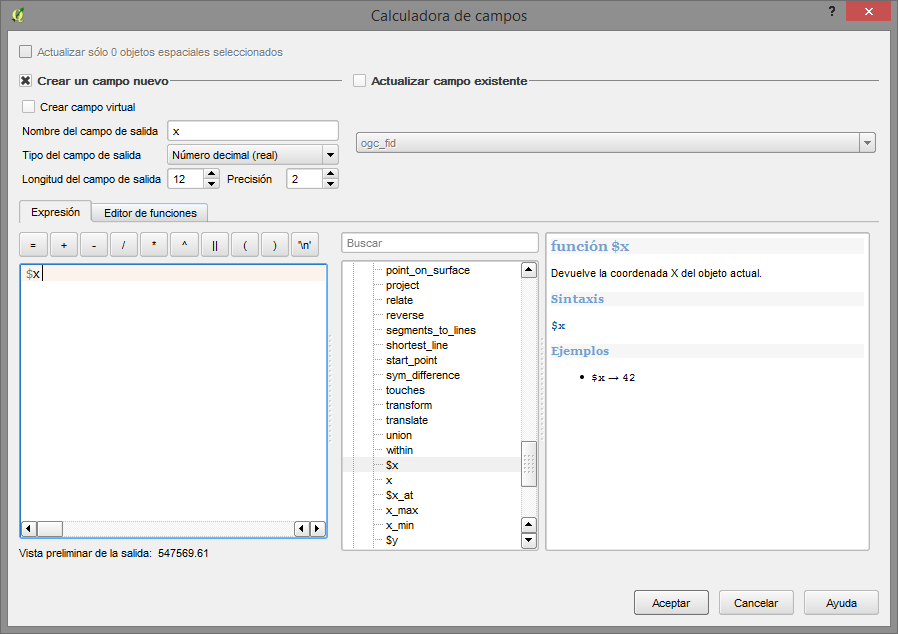 Calculadora de campos
?
Actualizar sólo 0 objetos espaciales seleccionados
Crear un campo nuevo
Actualizar campo existente
Crear campo virtual
Nombre del campo de salida x
Tipo del campo de salida Número decimal (real)
ogc_fid
Longitud del campo de salida 12 Precisión 2
Expresión Editor de funciones
= + - / * ^ || ( ) '\n'
$x
Buscar
point_on_surface
project
relate
reverse
segments_to_lines
shortest_line
start_point
sym_difference
touches
transform
translate
union
within
$x
x
$x_at
x_max
x_min
$y
función $x
Devuelve la coordenada X del objeto actual.
Sintaxis
$x
Ejemplos
• $x → 42
Vista preliminar de la salida: 547569.61
Aceptar Cancelar Ayuda